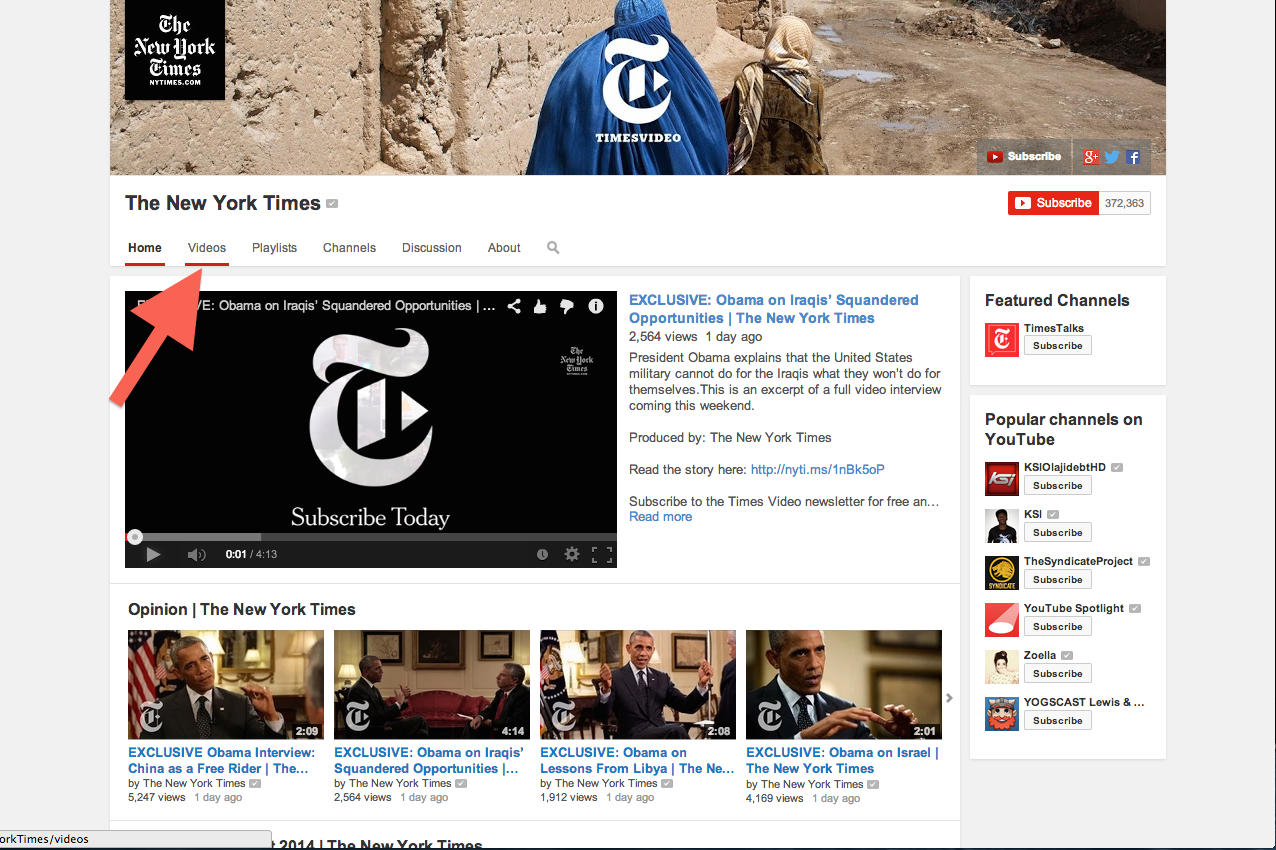 The
New York
Times
NYTIMES.COM
TIMESVIDEO
Subscribe
The New York Times
Subscribe 372,363
Home Videos Playlists Channels Discussion About
VE: Obama on Iraqis' Squandered Opportunities | ...
The
New York
Times
Subscribe Today
0:01 / 4:13
EXCLUSIVE: Obama on Iraqis' Squandered
Opportunities | The New York Times
2,564 views 1 day ago
President Obama explains that the United States
military cannot do for the Iraqis what they won't do for
themselves.This is an excerpt of a full video interview
coming this weekend.
Produced by: The New York Times
Read the story here: http://nyti.ms/1nBk5oP
Subscribe to the Times Video newsletter for free an...
Read more
Featured Channels
TimesTalks
Subscribe
Popular channels on
YouTube
KSIOlajidebtHD
Subscribe
KSI
Subscribe
TheSyndicateProject
Subscribe
YouTube Spotlight
Subscribe
Zoella
Subscribe
YOGSCAST Lewis & ...
Subscribe
Opinion | The New York Times
2:09
EXCLUSIVE Obama Interview:
China as a Free Rider | The...
by The New York Times
5,247 views 1 day ago
4:14
EXCLUSIVE: Obama on Iraqis'
Squandered Opportunities |...
by The New York Times
2,564 views 1 day ago
2:08
EXCLUSIVE: Obama on
Lessons From Libya | The Ne...
by The New York Times
1,912 views 1 day ago
2:01
EXCLUSIVE: Obama on Israel |
The New York Times
by The New York Times
4,169 views 1 day ago
2014 | The New York Times
orkTimes/videos